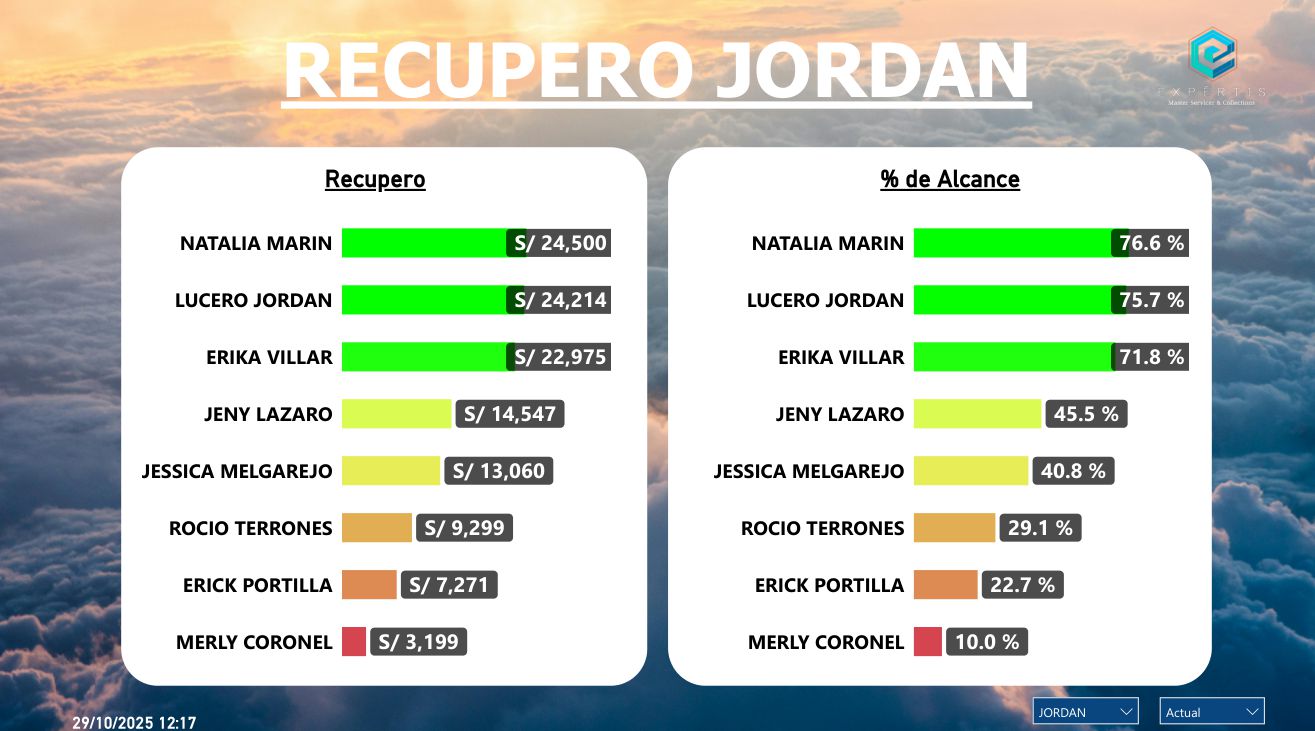 RECUPERO JORDAN
EXPERTIS
Master Servicer & Collections
Recupero
NATALIA MARIN S/ 24,500
LUCERO JORDAN S/ 24,214
ERIKA VILLAR S/ 22,975
JENY LAZARO S/ 14,547
JESSICA MELGAREJO S/ 13,060
ROCIO TERRONES S/ 9,299
ERICK PORTILLA S/ 7,271
MERLY CORONEL S/ 3,199
% de Alcance
NATALIA MARIN 76.6 %
LUCERO JORDAN 75.7 %
ERIKA VILLAR 71.8 %
JENY LAZARO 45.5 %
JESSICA MELGAREJO 40.8 %
ROCIO TERRONES 29.1 %
ERICK PORTILLA 22.7 %
MERLY CORONEL 10.0 %
29/10/2025 12:17
JORDAN
Actual